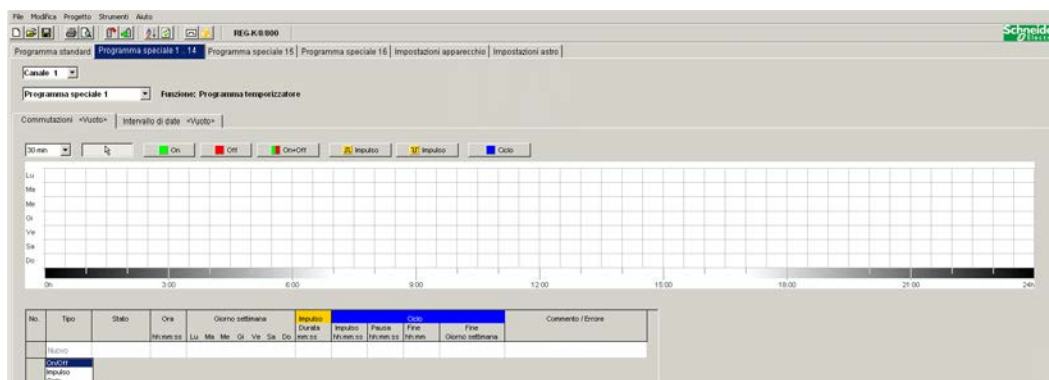 File Modifica Progetto Strumenti Aiuto
REG-K/8/800
Schneide
Electri
Programma standard Programma speciale 1 ..14 Programma speciale 15 Programma speciale 16 Impostazioni apparecchio Impostazioni astro
Canale 1
Programma speciale 1 Funzione: Programma temporizzatore
Commutazioni <Vuoto> Intervallo di date <Vuoto>
30 min On Off On+Off Impulso Impulso Ciclo
Lu
Ma
Me
Gi
Ve
Sa
Do
0h 3:00 6:00 9:00 12:00 15:00 18:00 21:00 24h
No. Tipo Stato Ora Giorno settimana Impulso Ciclo Commento / Errore
Durata Impulso Pausa Fine Fine
hh:mm:ss Lu Ma Me Gi Ve Sa Do mm:ss hh:mm:ss hh:mm:ss hh:mm Giorno settimana
Nuovo
On/Off
Impulso